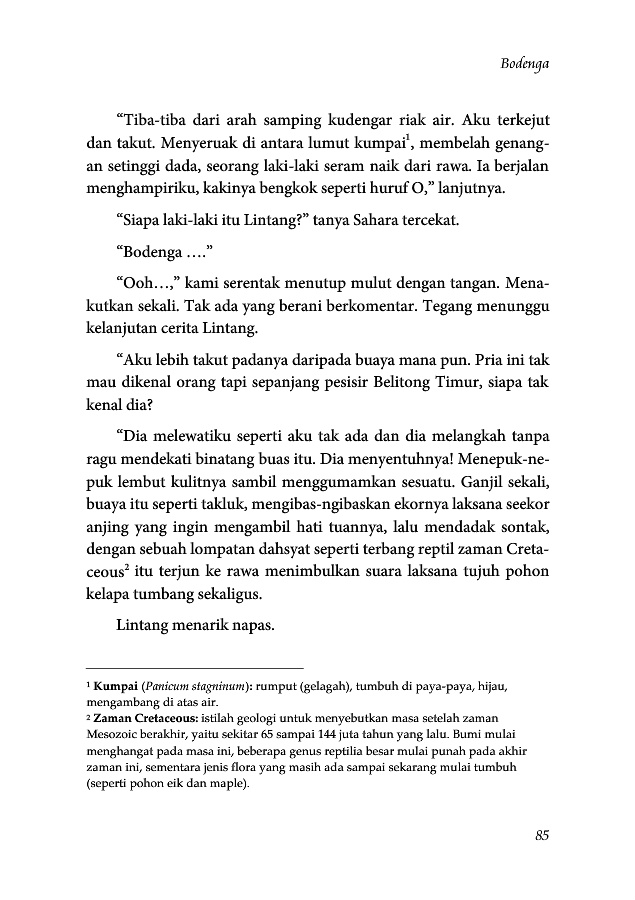 Bodenga
“Tiba-tiba dari arah samping kudengar riak air. Aku terkejut
dan takut. Menyeruak di antara lumut kumpai¹, membelah genang-
an setinggi dada, seorang laki-laki seram naik dari rawa. Ia berjalan
menghampiriku, kakinya bengkok seperti huruf O,” lanjutnya.
“Siapa laki-laki itu Lintang?” tanya Sahara tercekat.
“Bodenga ….”
“Ooh…,” kami serentak menutup mulut dengan tangan. Mena-
kutkan sekali. Tak ada yang berani berkomentar. Tegang menunggu
kelanjutan cerita Lintang.
“Aku lebih takut padanya daripada buaya mana pun. Pria ini tak
mau dikenal orang tapi sepanjang pesisir Belitong Timur, siapa tak
kenal dia?
“Dia melewatiku seperti aku tak ada dan dia melangkah tanpa
ragu mendekati binatang buas itu. Dia menyentuhnya! Menepuk-ne-
puk lembut kulitnya sambil menggumamkan sesuatu. Ganjil sekali,
buaya itu seperti takluk, mengibas-ngibaskan ekornya laksana seekor
anjing yang ingin mengambil hati tuannya, lalu mendadak sontak,
dengan sebuah lompatan dahsyat seperti terbang reptil zaman Creta-
ceous² itu terjun ke rawa menimbulkan suara laksana tujuh pohon
kelapa tumbang sekaligus.
Lintang menarik napas.
¹ Kumpai (Panicum stagninum): rumput (gelagah), tumbuh di paya-paya, hijau,
mengambang di atas air.
² Zaman Cretaceous: istilah geologi untuk menyebutkan masa setelah zaman
Mesozoic berakhir, yaitu sekitar 65 sampai 144 juta tahun yang lalu. Bumi mulai
menghangat pada masa ini, beberapa genus reptilia besar mulai punah pada akhir
zaman ini, sementara jenis flora yang masih ada sampai sekarang mulai tumbuh
(seperti pohon eik dan maple).
85